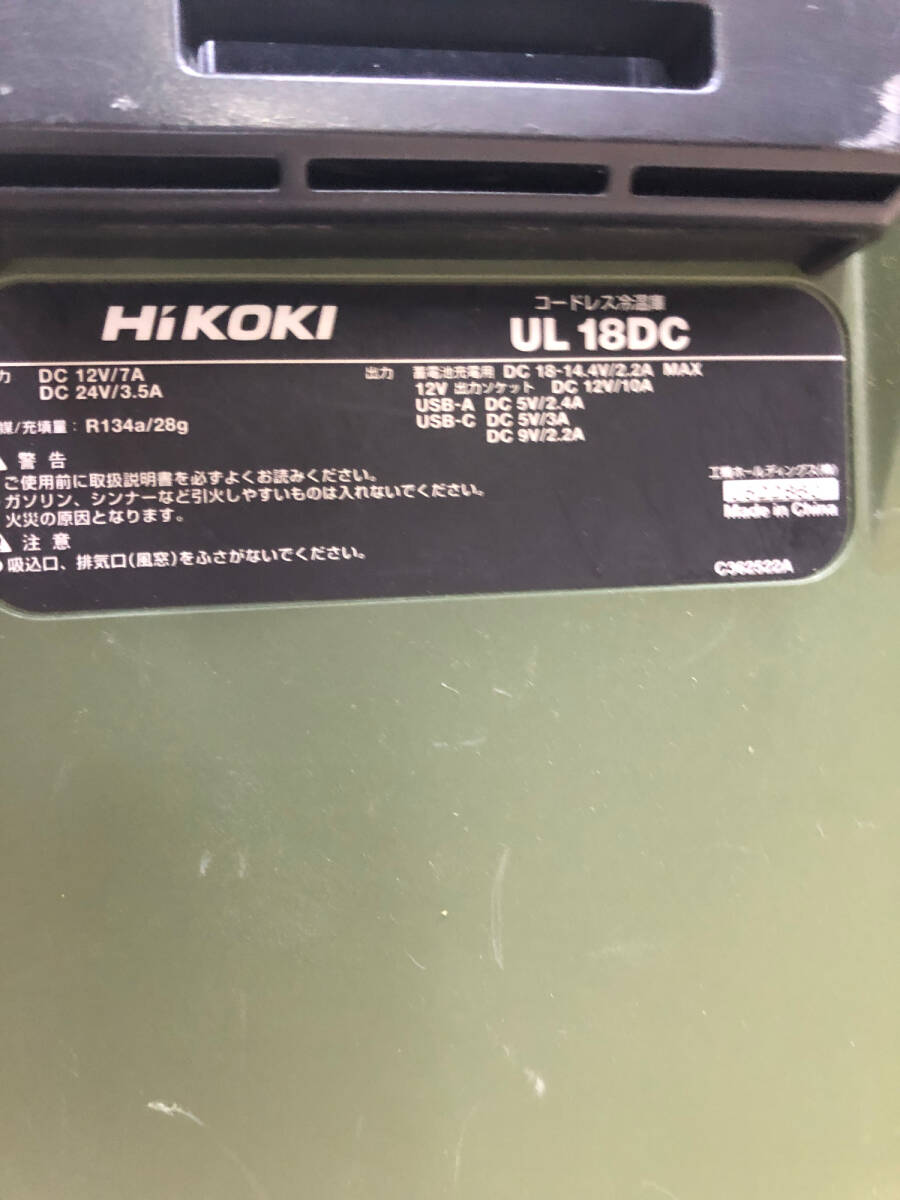 HiKOKI
コードレス冷温庫
UL 18DC
力 DC 12V/7A
DC 24V/3.5A
出力 蓄電池充電用 DC 18-14.4V/2.2A MAX
12V 出力ソケット DC 12V/10A
USB-A DC 5V/2.4A
USB-C DC 5V/3A
DC 9V/2.2A
媒/充填量: R134a/28g
警告
ご使用前に取扱説明書を必ずよくお読みください。
ガソリン、シンナーなど引火しやすいものは入れないでください。
火災の原因となります。
注意
吸込口、排気口(風窓)をふさがないでください。
工機ホールディングス(株)
Made in China
C362522A